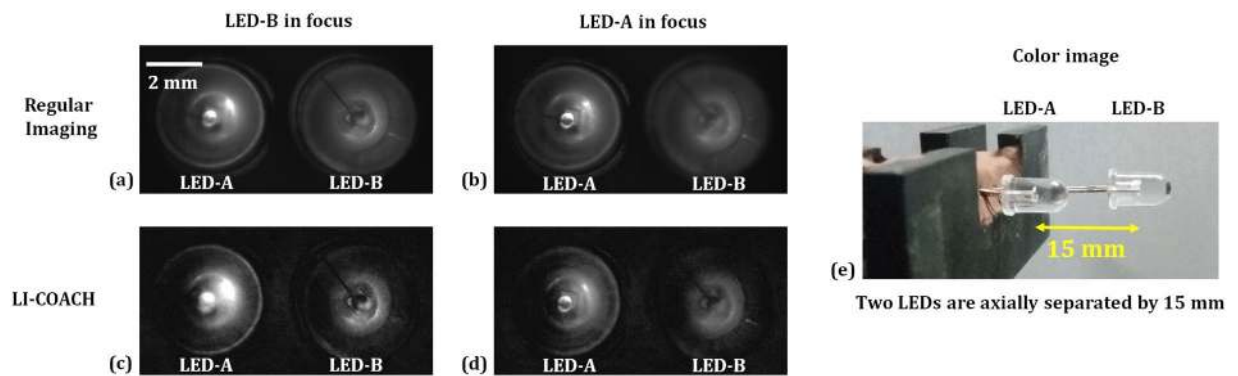 LED-B in focus
LED-A in focus
Color image
Regular
Imaging
2 mm
LED-A
LED-B
(a)
LED-A
LED-B
(b)
LED-A
LED-B
15 mm
(e)
LI-COACH
LED-A
LED-B
(c)
LED-A
LED-B
(d)
Two LEDs are axially separated by 15 mm